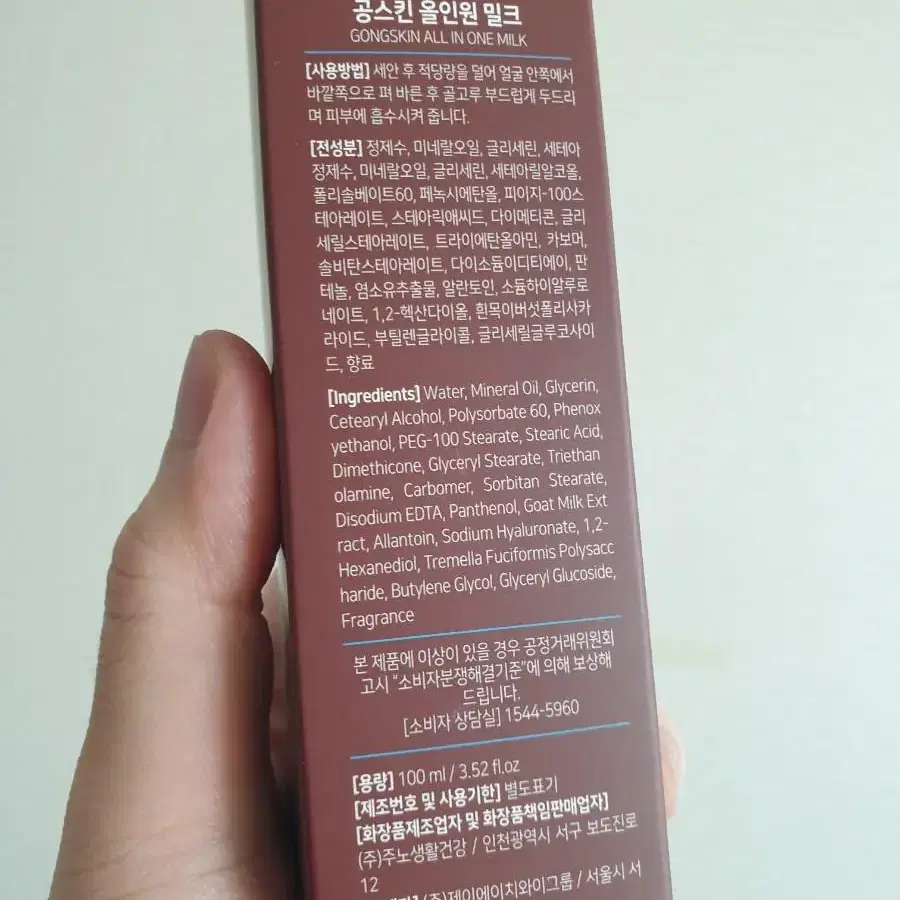 공스킨 올인원 밀크
GONGSKIN ALL IN ONE MILK
[사용방법] 세안 후 적당량을 덜어 얼굴 안쪽에서
바깥쪽으로 펴 바른 후 골고루 부드럽게 두드리
며 피부에 흡수시켜 줍니다.
[전성분] 정제수, 미네랄오일, 글리세린, 세테아
정제수, 미네랄오일, 글리세린, 세테아릴알코올,
폴리솔베이트60, 페녹시에탄올, 피이지-100스
테아레이트, 스테아릭애씨드, 다이메티콘, 글리
세릴스테아레이트, 트라이에탄올아민, 카보머,
솔비탄스테아레이트, 다이소듐이디티에이, 판
테놀, 염소유추출물, 알란토인, 소듐하이알루로
네이트, 1,2-헥산다이올, 흰목이버섯폴리사카
라이드, 부틸렌글라이콜, 글리세릴글루코사이
드, 향료
[Ingredients] Water, Mineral Oil, Glycerin,
Cetearyl Alcohol, Polysorbate 60, Phenox
yethanol, PEG-100 Stearate, Stearic Acid,
Dimethicone, Glyceryl Stearate, Triethan
olamine, Carbomer, Sorbitan Stearate,
Disodium EDTA, Panthenol, Goat Milk Ext
ract, Allantoin, Sodium Hyaluronate, 1,2-
Hexanediol, Tremella Fuciformis Polysacc
haride, Butylene Glycol, Glyceryl Glucoside,
Fragrance
본 제품에 이상이 있을 경우 공정거래위원회
고시 "소비자분쟁해결기준"에 의해 보상해
드립니다.
[소비자 상담실] 1544-5960
[용량] 100 ml / 3.52 fl.oz
[제조번호 및 사용기한] 별도표기
[화장품제조업자 및 화장품책임판매업자]
(주)주노생활건강 / 인천광역시 서구 보도진로
12
(주)제이에이치와이그룹 / 서울시 서